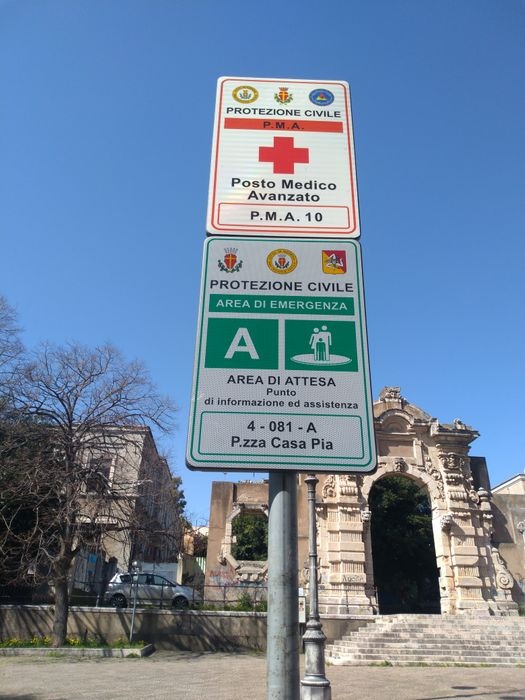 PROTEZIONE CIVILE
P.M.A.
Posto Medico
Avanzato
P.M.A. 10
PROTEZIONE CIVILE
AREA DI EMERGENZA
A
AREA DI ATTESA
Punto
di informazione ed assistenza
4 - 081 - A
P.zza Casa Pia